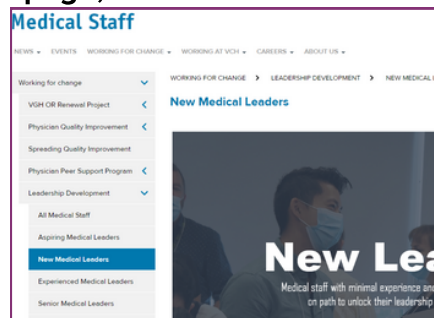 Medical Staff
NEWS EVENTS WORKING FOR CHANGE WORKING AT VCH CAREERS ABOUT US
Working for change
VGH OR Renewal Project
Physician Quality Improvement
Spreading Quality Improvement
Physician Peer Support Program
Leadership Development
All Medical Staff
Aspiring Medical Leaders
New Medical Leaders
Experienced Medical Leaders
Senior Medical Leaders
WORKING FOR CHANGE > LEADERSHIP DEVELOPMENT > NEW MEDICAL
New Medical Leaders
New Lea
Medical staff with minimal experience and
on path to unlock their leadership